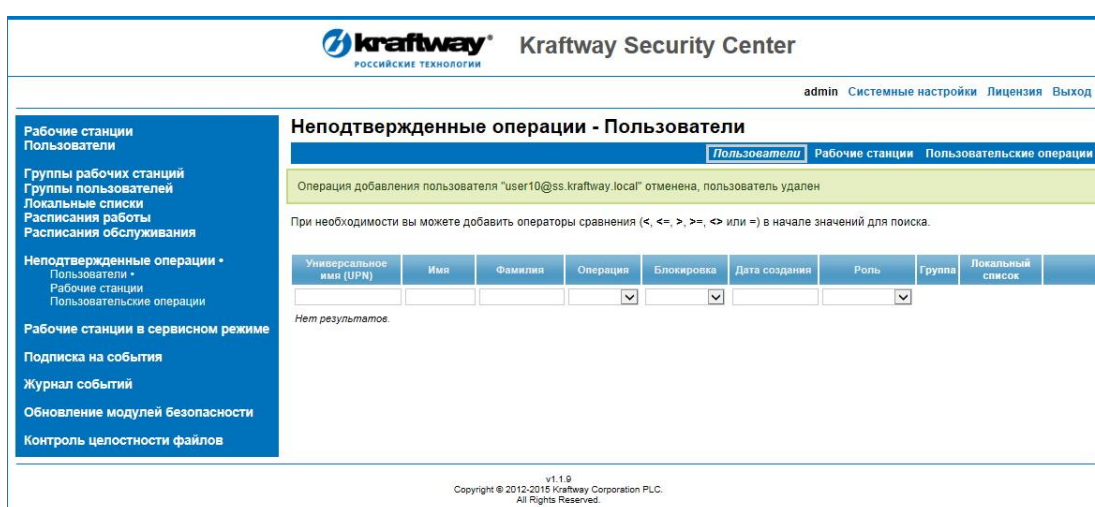 kraftway®
РОССИЙСКИЕ ТЕХНОЛОГИИ
Kraftway Security Center
admin Системные настройки Лицензия Выход
Рабочие станции
Пользователи
Группы рабочих станций
Группы пользователей
Локальные списки
Расписания работы
Расписания обслуживания
Неподтвержденные операции •
Пользователи •
Рабочие станции
Пользовательские операции
Рабочие станции в сервисном режиме
Подписка на события
Журнал событий
Обновление модулей безопасности
Контроль целостности файлов
Неподтвержденные операции - Пользователи
Пользователи Рабочие станции Пользовательские операции
Операция добавления пользователя "user10@ss.kraftway.local" отменена, пользователь удален
При необходимости вы можете добавить операторы сравнения (<, <=, >, >=, <> или =) в начале значений для поиска.
Универсальное имя (UPN) Имя Фамилия Операция Блокировка Дата создания Роль Группа Локальный список
Нет результатов.
v1.1.9
Copyright © 2012-2015 Kraftway Corporation PLC.
All Rights Reserved.